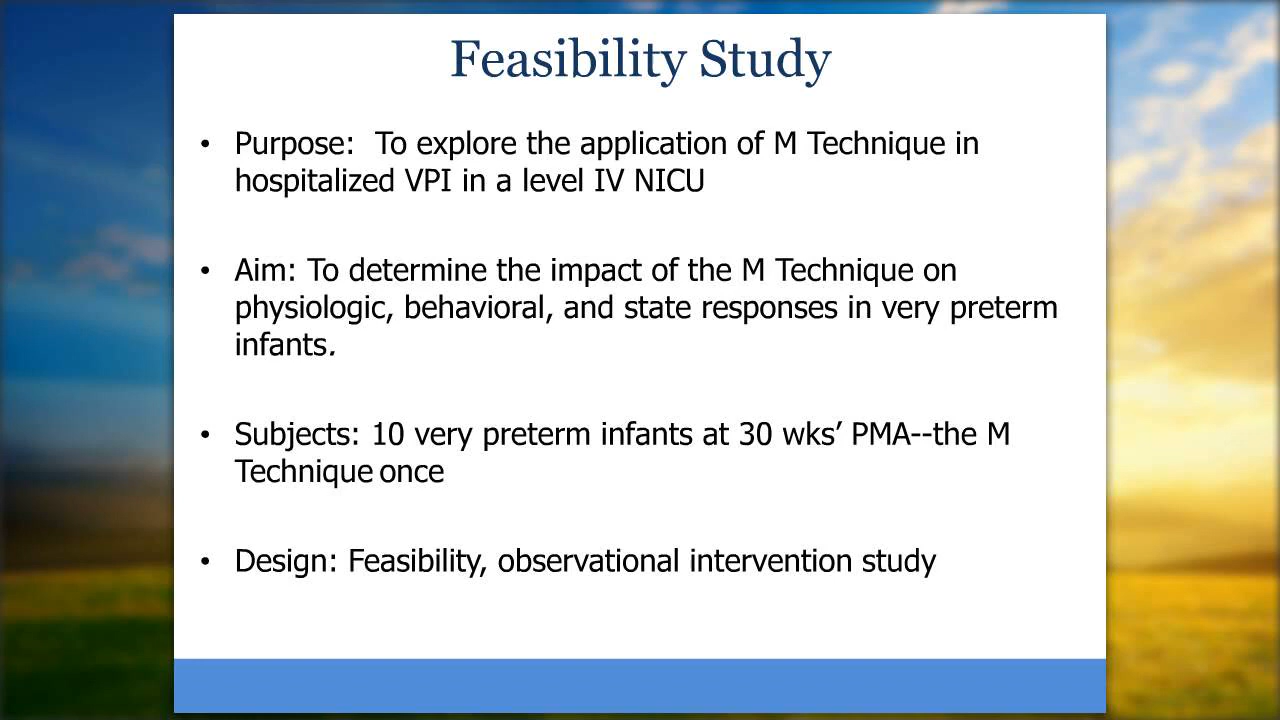 Feasibility Study
• Purpose:  To explore the application of M Technique in
hospitalized VPI in a level IV NICU
• Aim: To determine the impact of the M Technique on
physiologic, behavioral, and state responses in very preterm
infants.
• Subjects: 10 very preterm infants at 30 wks’ PMA--the M
Technique once
• Design: Feasibility, observational intervention study